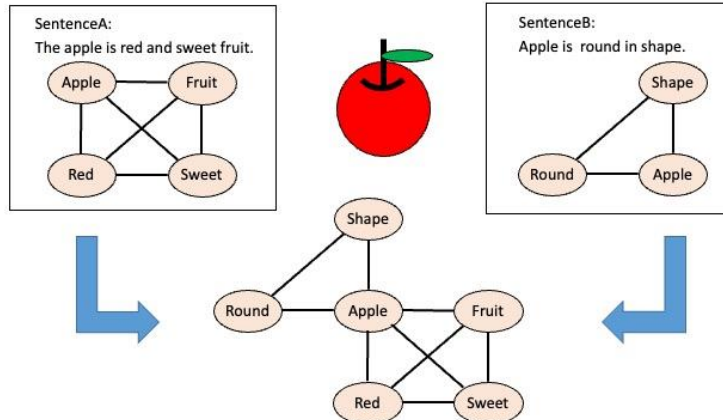 SentenceA:
The apple is red and sweet fruit.
Apple Fruit
Red Sweet
SentenceB:
Apple is round in shape.
Shape
Round Apple
Shape
Round Apple Fruit
Red Sweet